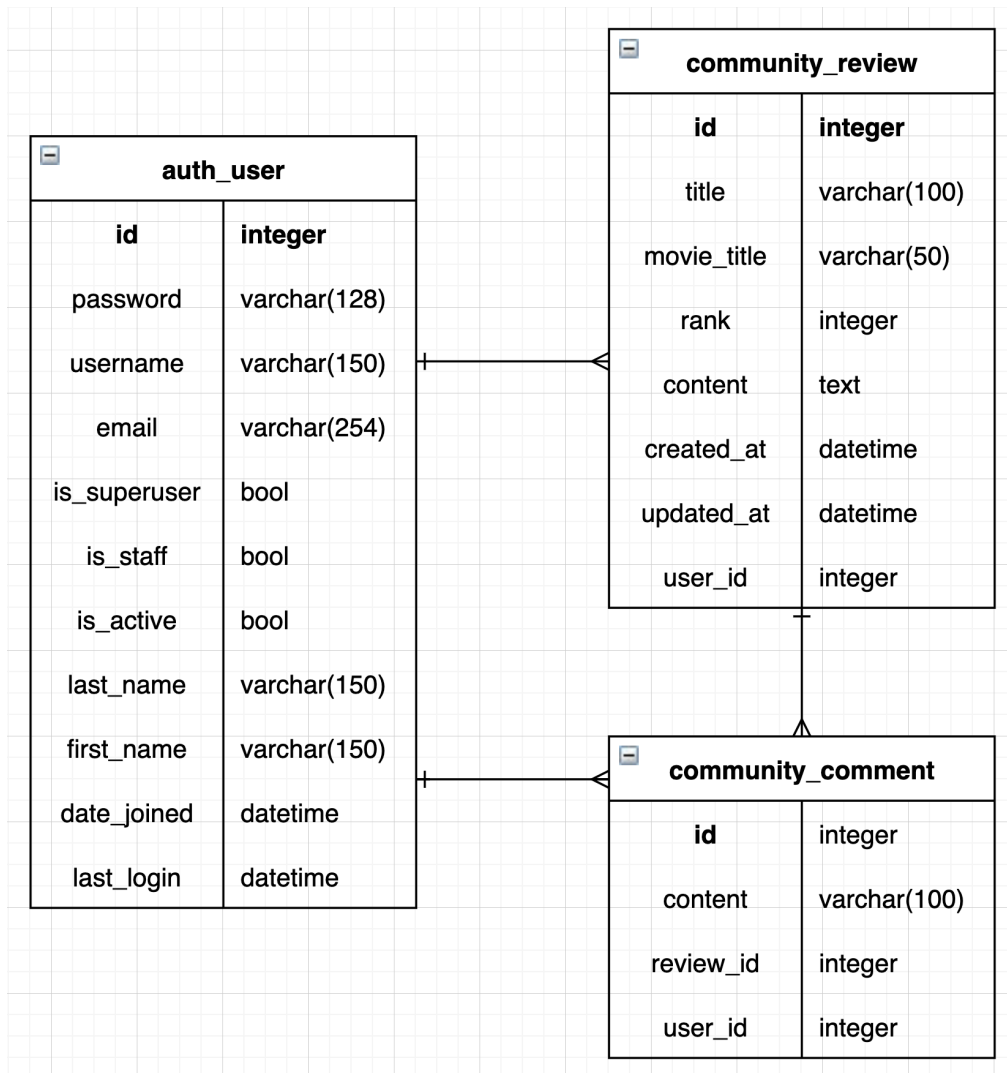 auth_user
id integer
password varchar(128)
username varchar(150)
email varchar(254)
is_superuser bool
is_staff bool
is_active bool
last_name varchar(150)
first_name varchar(150)
date_joined datetime
last_login datetime
community_review
id integer
title varchar(100)
movie_title varchar(50)
rank integer
content text
created_at datetime
updated_at datetime
user_id integer
community_comment
id integer
content varchar(100)
review_id integer
user_id integer